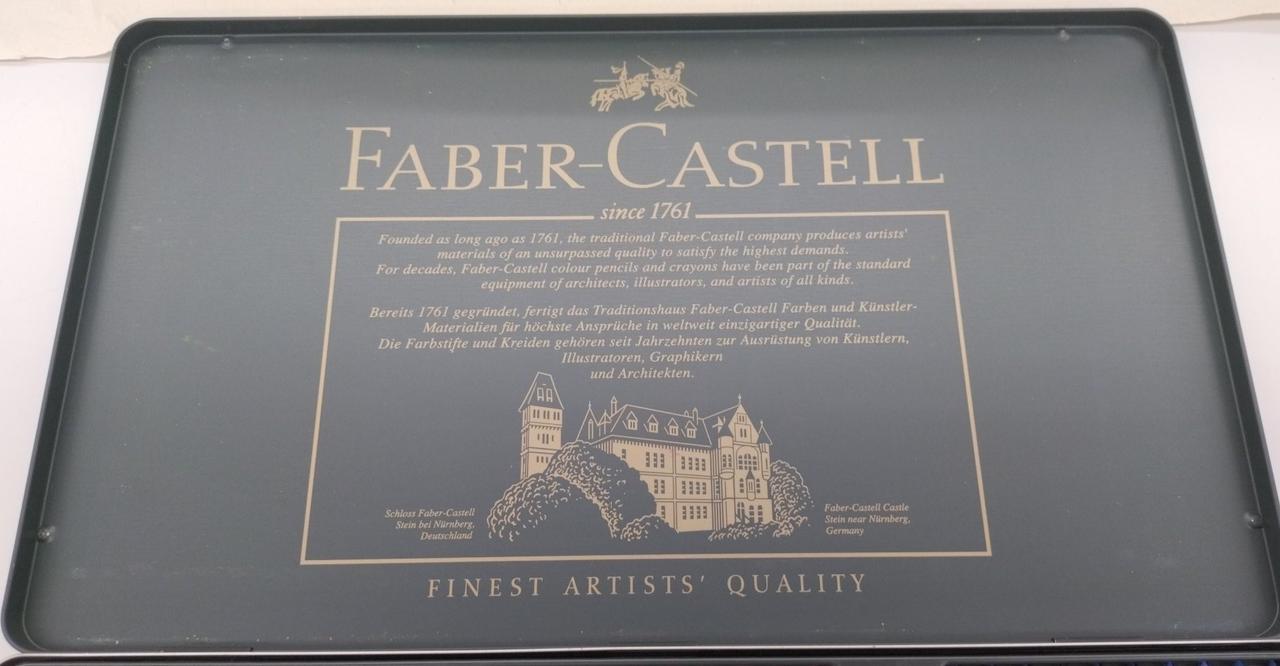 FABER-CASTELL
since 1761
Founded as long ago as 1761, the traditional Faber-Castell company produces artists'
materials of an unsurpassed quality to satisfy the highest demands.
For decades, Faber-Castell colour pencils and crayons have been part of the standard
equipment of architects, illustrators, and artists of all kinds.
Bereits 1761 gegründet, fertigt das Traditionshaus Faber-Castell Farben und Künstler-
Materialien für höchste Ansprüche in weltweit einzigartiger Qualität.
Die Farbstifte und Kreiden gehören seit Jahrzehnten zur Ausrüstung von Künstlern,
Illustratoren, Graphikern
und Architekten.
Schloss Faber-Castell
Stein bei Nürnberg,
Deutschland
Faber-Castell Castle
Stein near Nürnberg,
Germany
FINEST ARTISTS' QUALITY